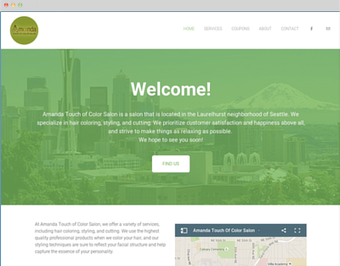 Amanda
HOME SERVICES COUPONS ABOUT CONTACT
Welcome!
Amanda Touch of Color Salon is a salon that is located in the Laurelhurst neighborhood of Seattle. We
specialize in hair coloring, styling, and cutting. We prioritize customer satisfaction and happiness above all,
and strive to make things as relaxing as possible.
We hope to see you soon!
FIND US
At Amanda Touch of Color Salon, we offer a variety of services,
including hair coloring, styling, and cutting. We use the highest
quality professional products when we color your hair, and our
styling techniques are sure to reflect your facial structure and help
capture the essence of your personality.
Amanda Touch Of Color Salon